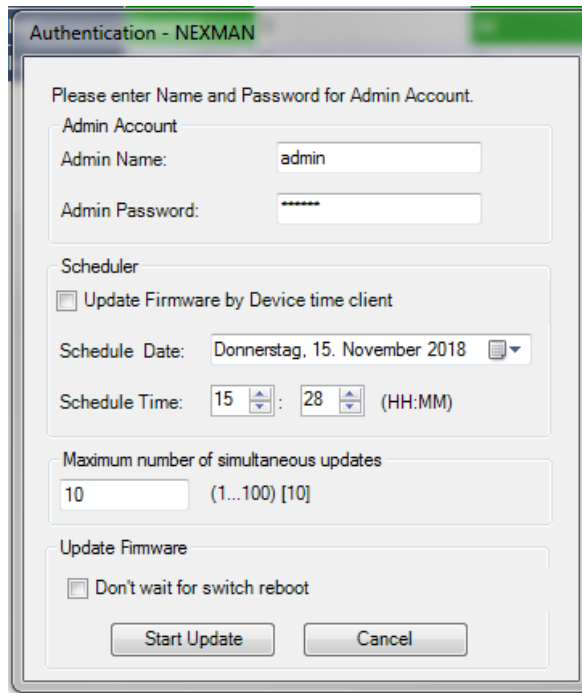 Authentication - NEXMAN
Please enter Name and Password for Admin Account.
Admin Account
Admin Name: admin
Admin Password: ******
Scheduler
Update Firmware by Device time client
Schedule Date: Donnerstag, 15. November 2018
Schedule Time: 15 : 28 (HH:MM)
Maximum number of simultaneous updates
10 (1...100) [10]
Update Firmware
Don't wait for switch reboot
Start Update Cancel